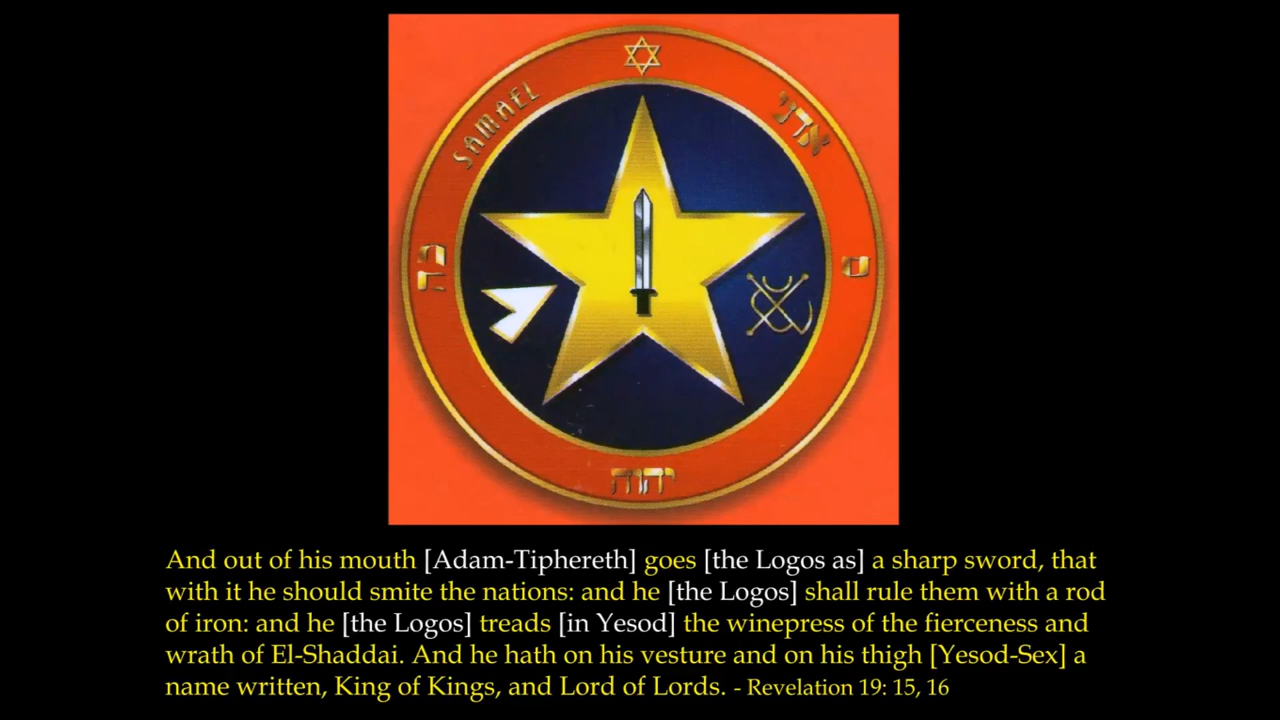 SAMAEL
אדני
כה
ס
יהוה
And out of his mouth [Adam-Tiphereth] goes [the Logos as] a sharp sword, that
with it he should smite the nations: and he [the Logos] shall rule them with a rod
of iron: and he [the Logos] treads [in Yesod] the winepress of the fierceness and
wrath of El-Shaddai. And he hath on his vesture and on his thigh [Yesod-Sex] a
name written, King of Kings, and Lord of Lords. - Revelation 19: 15, 16